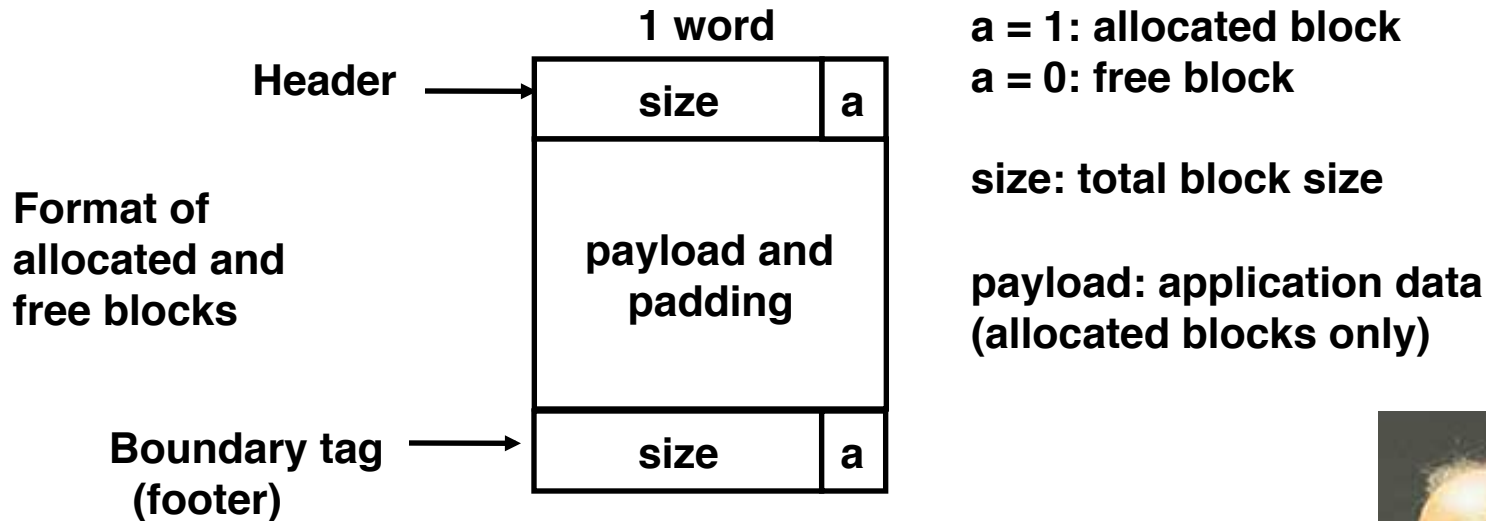 1 word
a = 1: allocated block
a = 0: free block
Header
size
a
size: total block size
Format of
allocated and
free blocks
payload and
padding
payload: application data
(allocated blocks only)
Boundary tag
(footer)
size
a